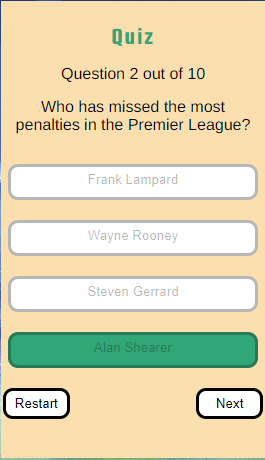 Quiz
Question 2 out of 10
Who has missed the most
penalties in the Premier League?
Frank Lampard
Wayne Rooney
Steven Gerrard
Alan Shearer
Restart
Next